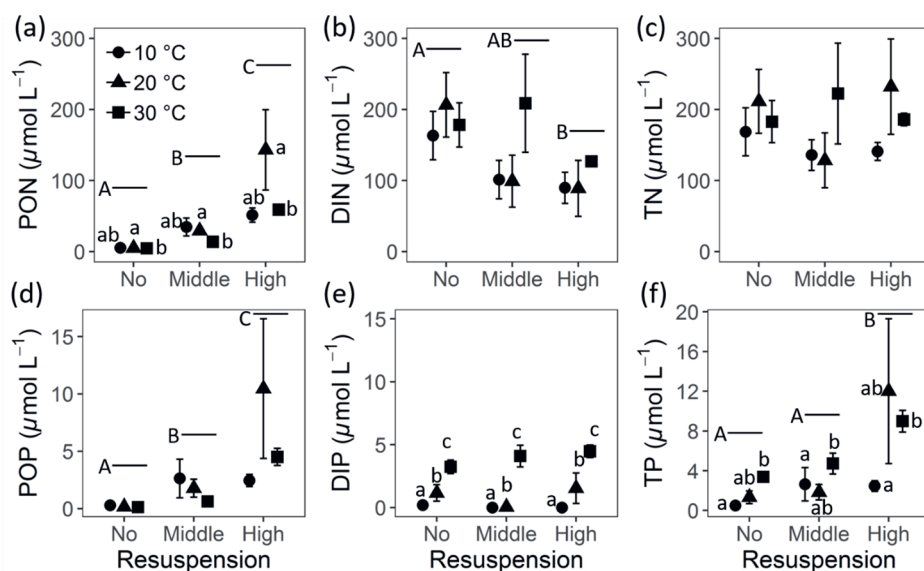 (a)
PON (µmol L⁻¹)
300
200
100
0
10 °C
20 °C
30 °C
A
B
C
ab a b
ab a b
ab a b
No Middle High
(b)
DIN (µmol L⁻¹)
300
200
100
0
A
AB
B
No Middle High
(c)
TN (µmol L⁻¹)
300
200
100
0
No Middle High
(d)
POP (µmol L⁻¹)
15
10
5
0
A
B
C
No Middle High
Resuspension
(e)
DIP (µmol L⁻¹)
15
10
5
0
a b c
a b c
a b c
No Middle High
Resuspension
(f)
TP (µmol L⁻¹)
20
16
12
8
4
0
A
A
B
a ab b
a ab b
a ab b
No Middle High
Resuspension